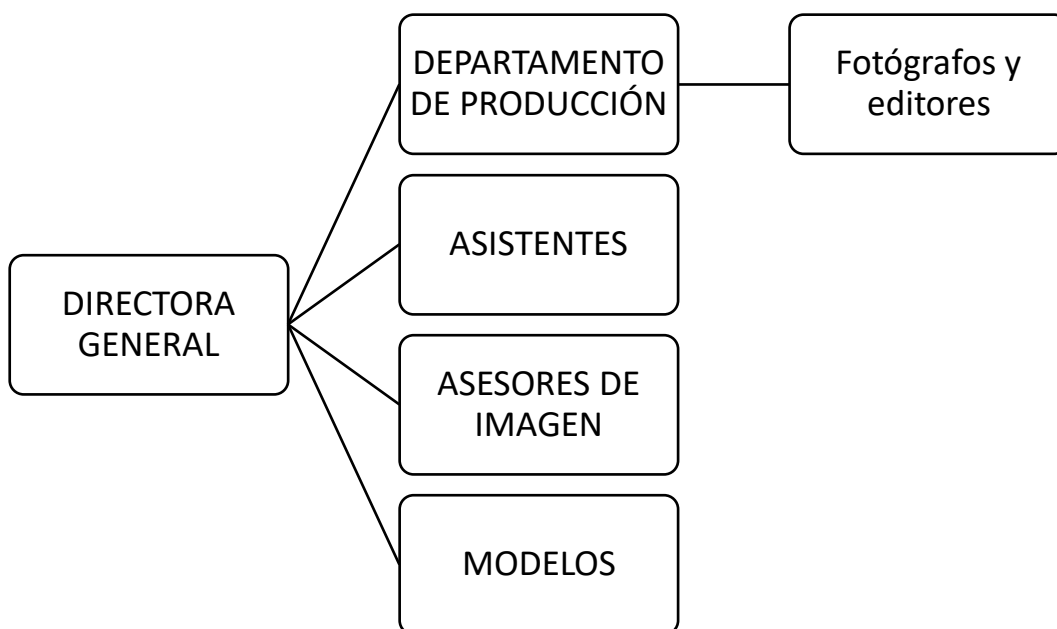 DEPARTAMENTO
DE PRODUCCIÓN
Fotógrafos y
editores
ASISTENTES
DIRECTORA
GENERAL
ASESORES DE
IMAGEN
MODELOS